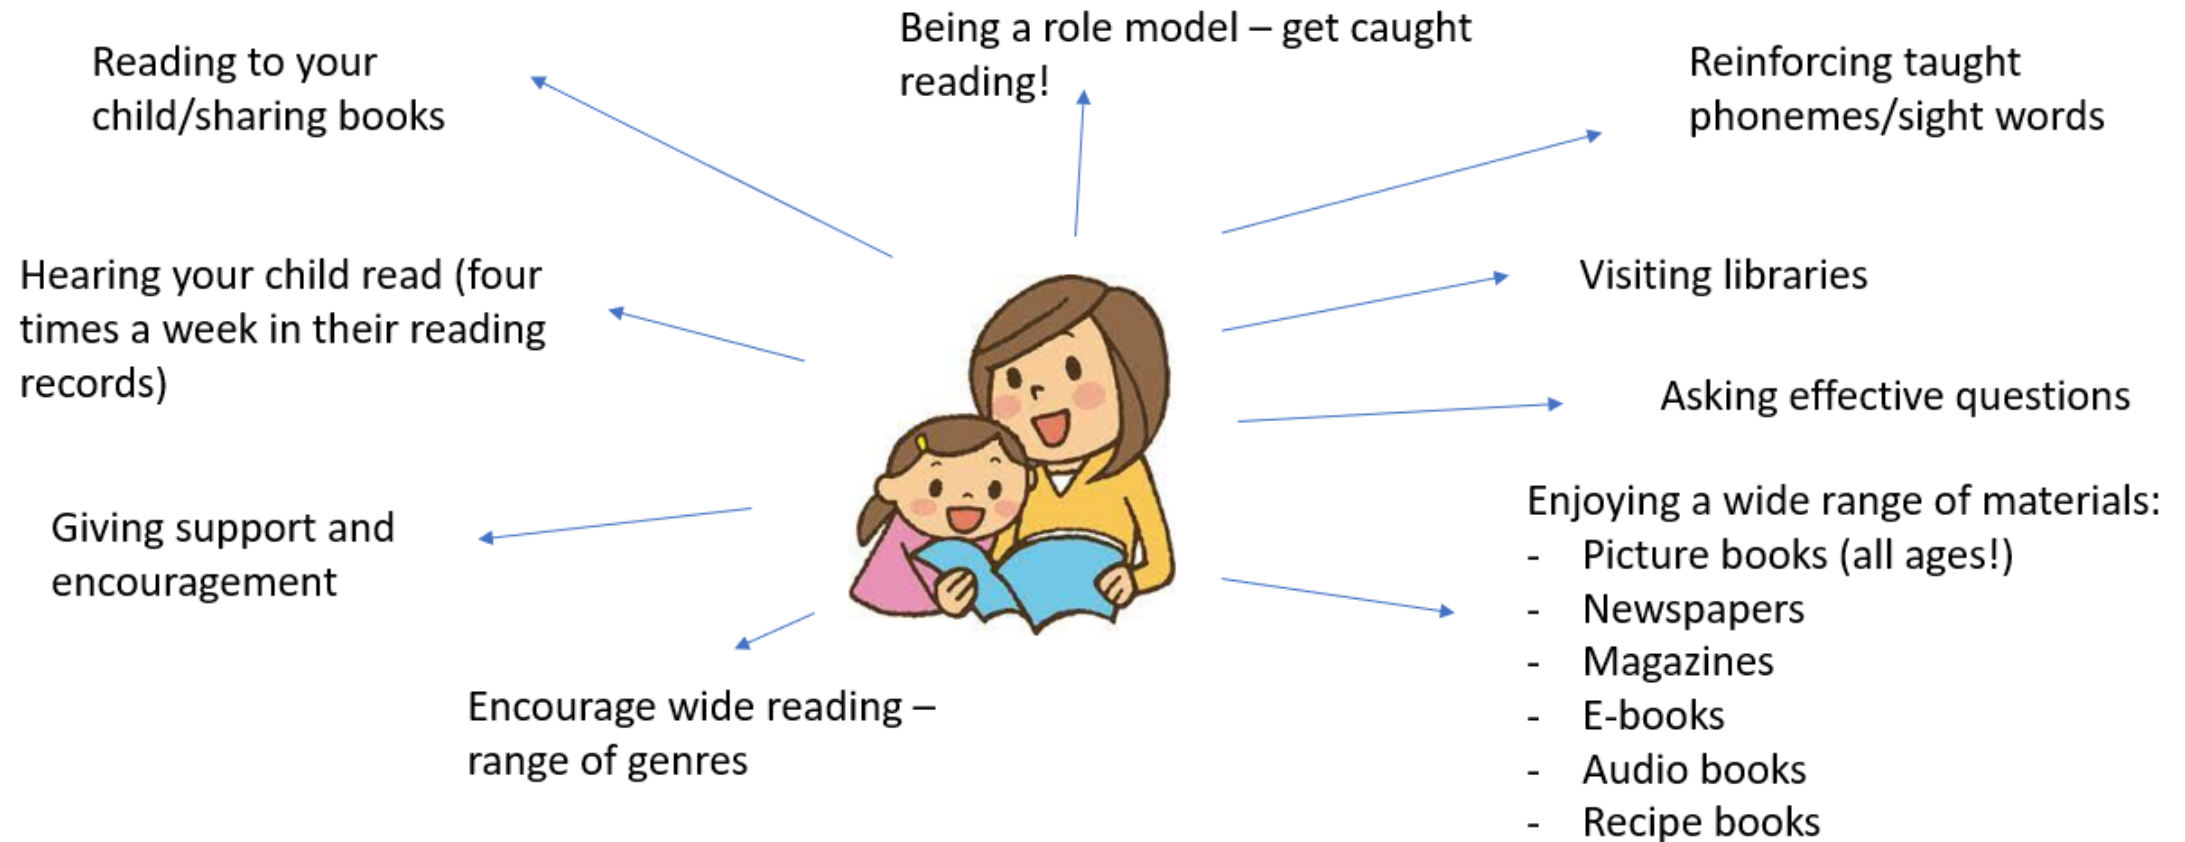 Being a role model – get caught
reading!
Reading to your
child/sharing books
Reinforcing taught
phonemes/sight words
Hearing your child read (four
times a week in their reading
records)
Visiting libraries
Asking effective questions
Giving support and
encouragement
Enjoying a wide range of materials:
- Picture books (all ages!)
- Newspapers
- Magazines
- E-books
- Audio books
- Recipe books
Encourage wide reading –
range of genres